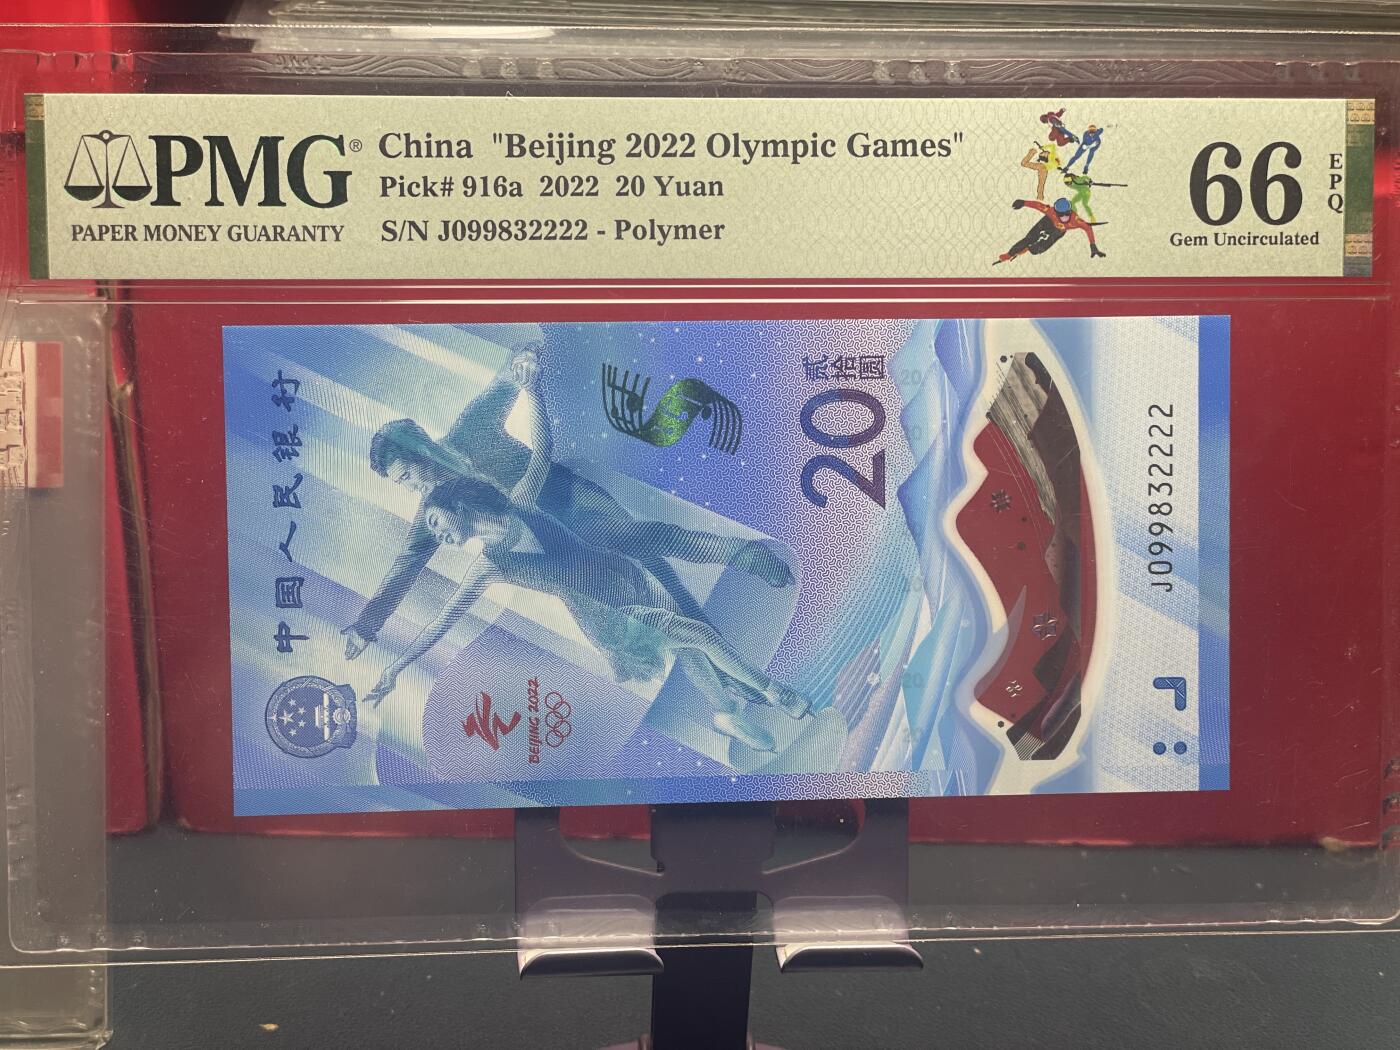 PMG®
PAPER MONEY GUARANTY
China "Beijing 2022 Olympic Games"
Pick# 916a 2022 20 Yuan
S/N J099832222 - Polymer
66
EPQ
Gem Uncirculated
中国人民银行
BEIJING 2022
贰拾圆
20
J099832222